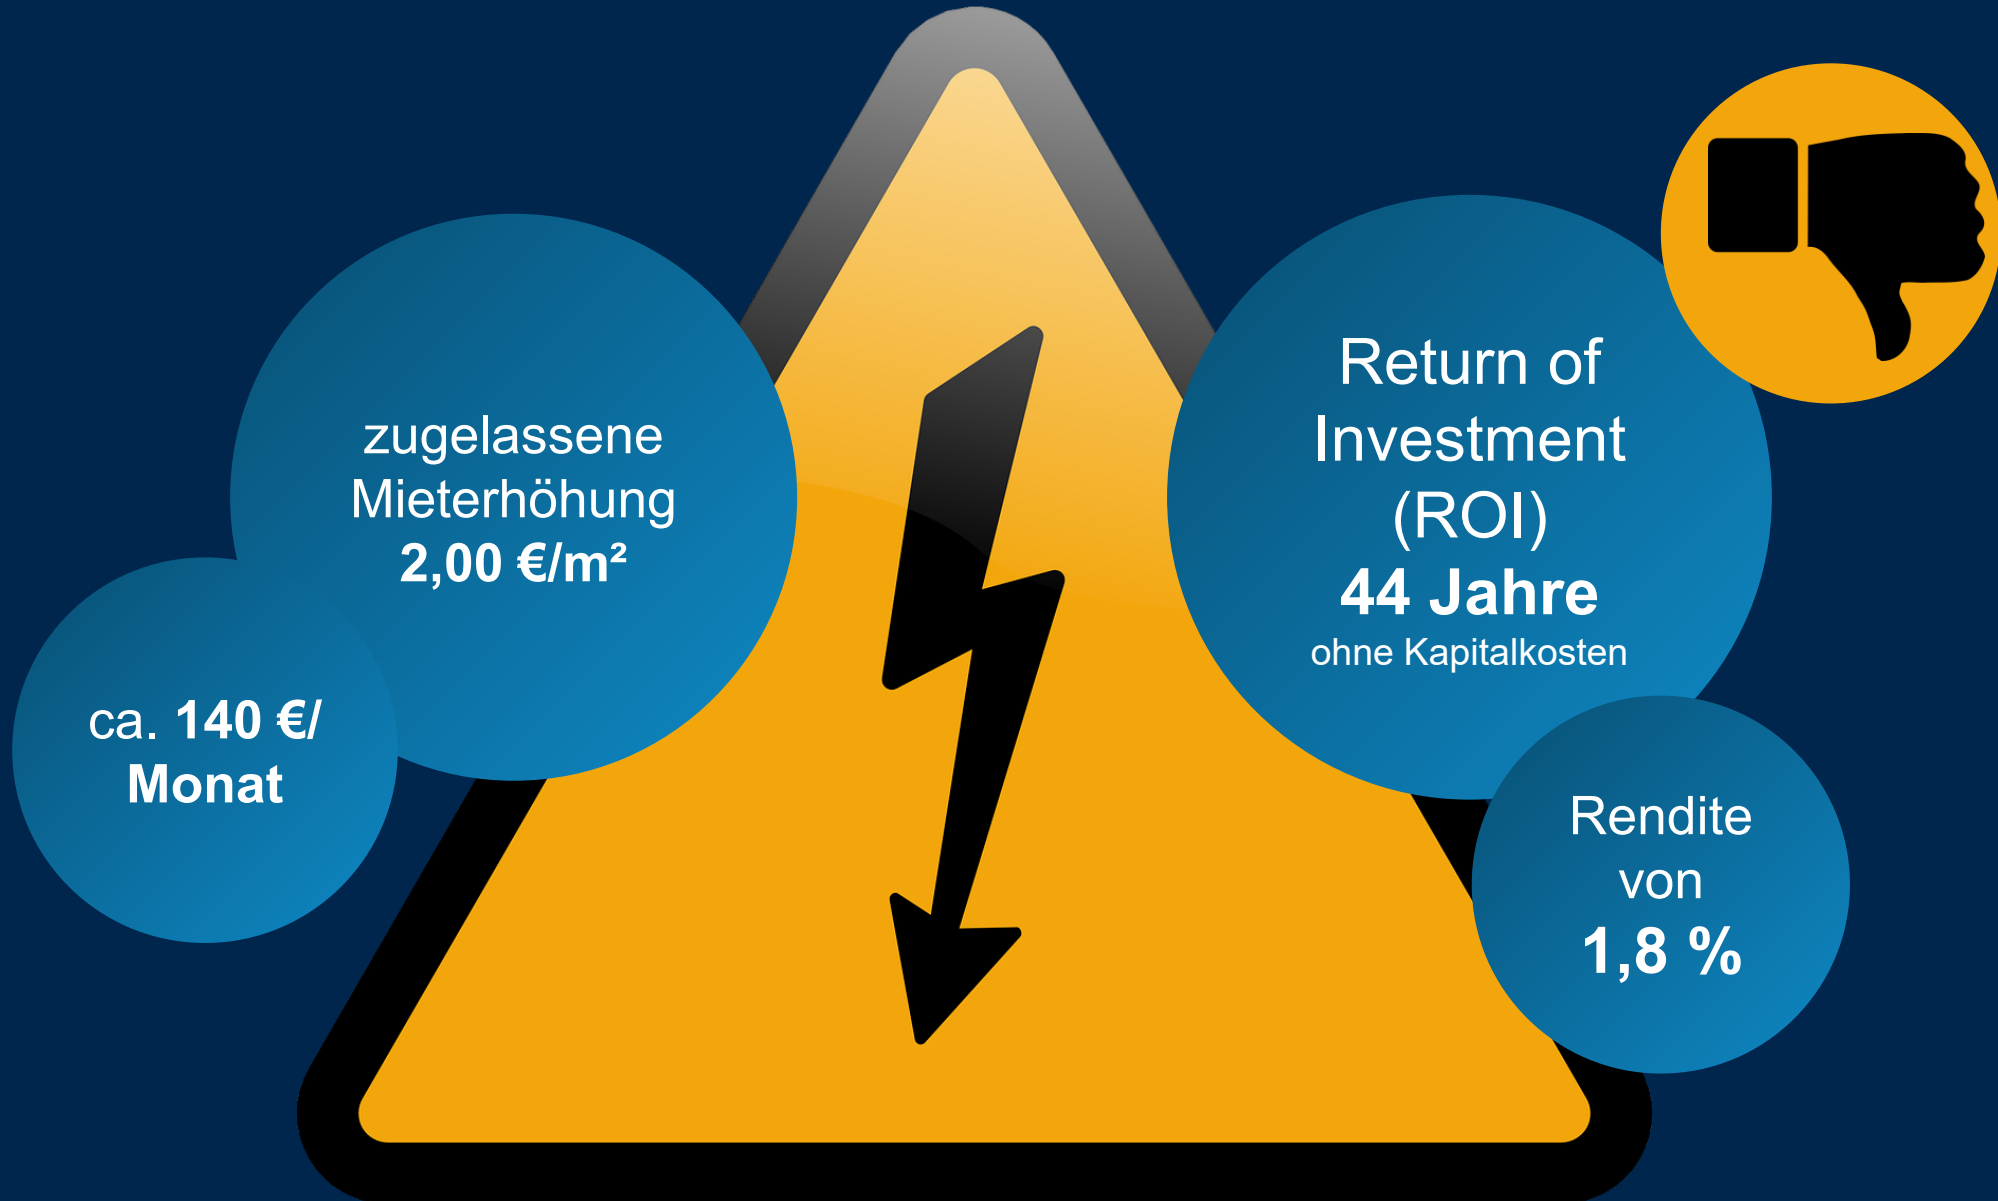 zugelassene
Mieterhöhung
2,00 €/m²
ca. 140 €/
Monat
Return of
Investment
(ROI)
44 Jahre
ohne Kapitalkosten
Rendite
von
1,8 %